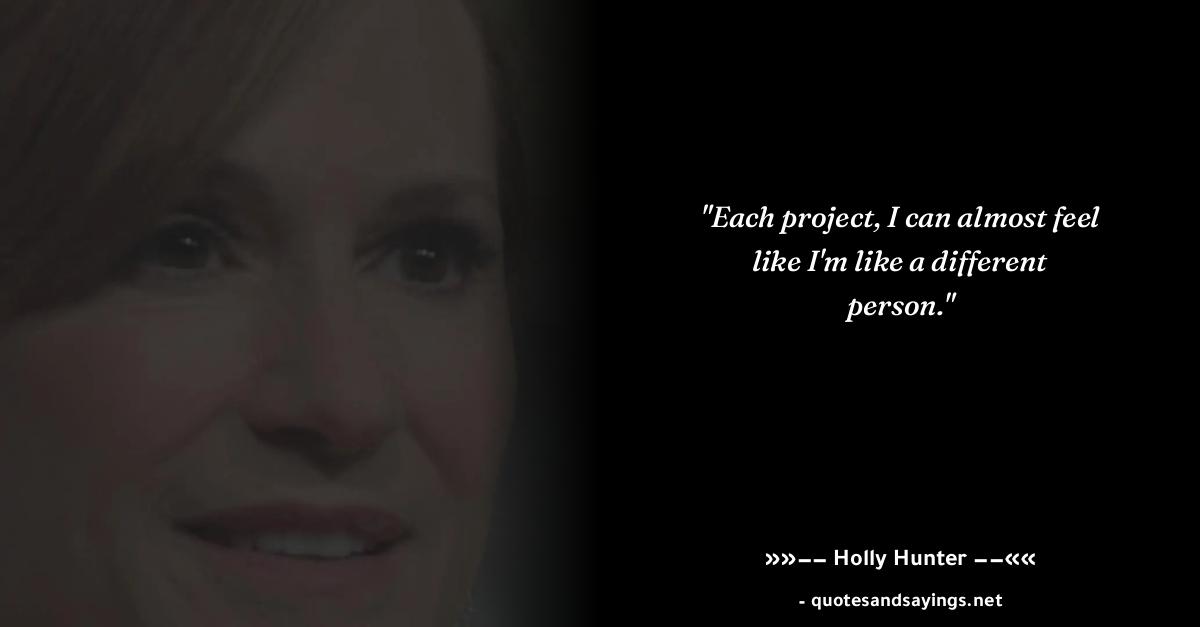 "Each project, I can almost feel
like I'm like a different
person."
»»−− Holly Hunter −−««
- quotesandsayings.net